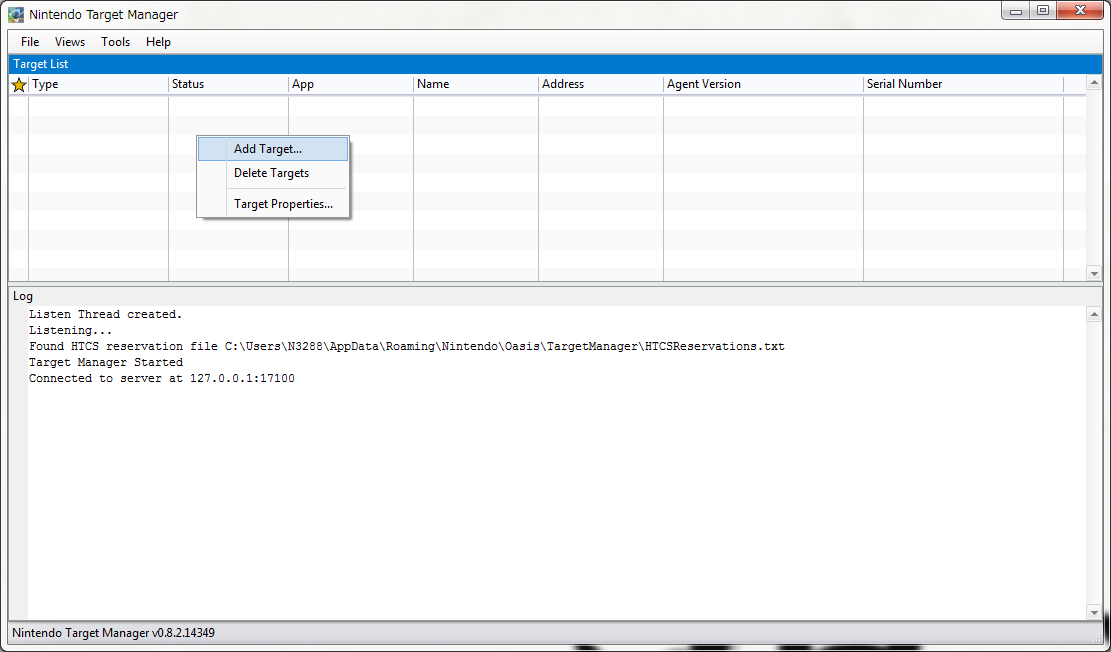 Nintendo Target Manager
File Views Tools Help
Target List
Type Status App Name Address Agent Version Serial Number
Add Target...
Delete Targets
Target Properties...
Log
Listen Thread created.
Listening...
Found HTCS reservation file C:\Users\N3288\AppData\Roaming\Nintendo\Oasis\TargetManager\HTCSReservations.txt
Target Manager Started
Connected to server at 127.0.0.1:17100
Nintendo Target Manager v0.8.2.14349